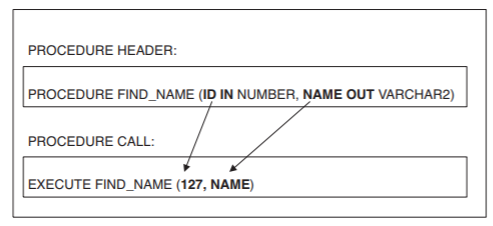 PROCEDURE HEADER:
PROCEDURE FIND_NAME (ID IN NUMBER, NAME OUT VARCHAR2)
PROCEDURE CALL:
EXECUTE FIND_NAME (127, NAME)